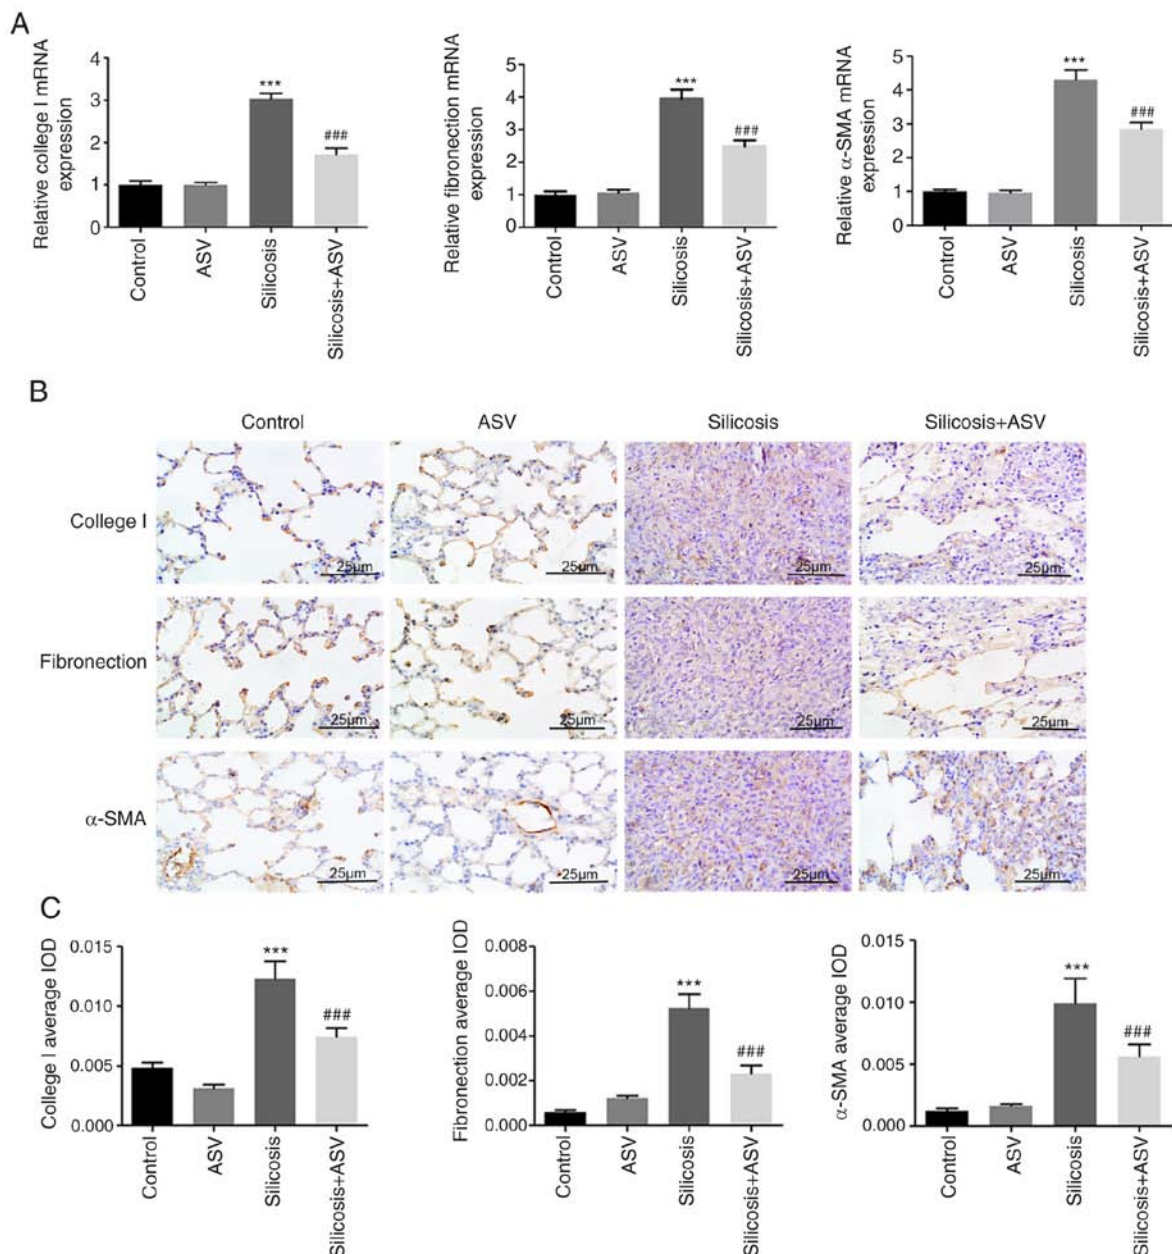 A
Relative college I mRNA
expression
4
3
2
1
0
***
###
Control
ASV
Silicosis
Silicosis+ASV
Relative fibronection mRNA
expression
5
4
3
2
1
0
***
###
Control
ASV
Silicosis
Silicosis+ASV
Relative α-SMA mRNA
expression
5
4
3
2
1
0
***
###
Control
ASV
Silicosis
Silicosis+ASV
B
Control
ASV
Silicosis
Silicosis+ASV
College I
25μm
25μm
25μm
25μm
Fibronection
25μm
25μm
25μm
25μm
α-SMA
25μm
25μm
25μm
25μm
C
College I average IOD
0.015
0.010
0.005
0.000
***
###
Control
ASV
Silicosis
Silicosis+ASV
Fibronection average IOD
0.008
0.006
0.004
0.002
0.000
***
###
Control
ASV
Silicosis
Silicosis+ASV
α-SMA average IOD
0.015
0.010
0.005
0.000
***
###
Control
ASV
Silicosis
Silicosis+ASV